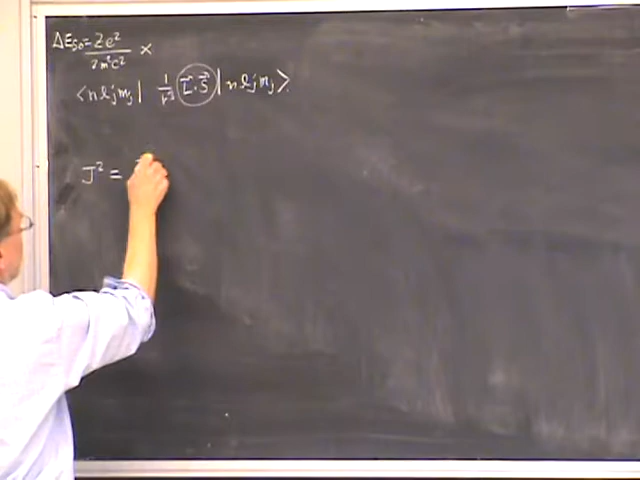 ΔE_SO = Ze²/2m²c² ×
⟨nljm_j| 1/r³ L⃗·S⃗ |nljm_j⟩
J² =